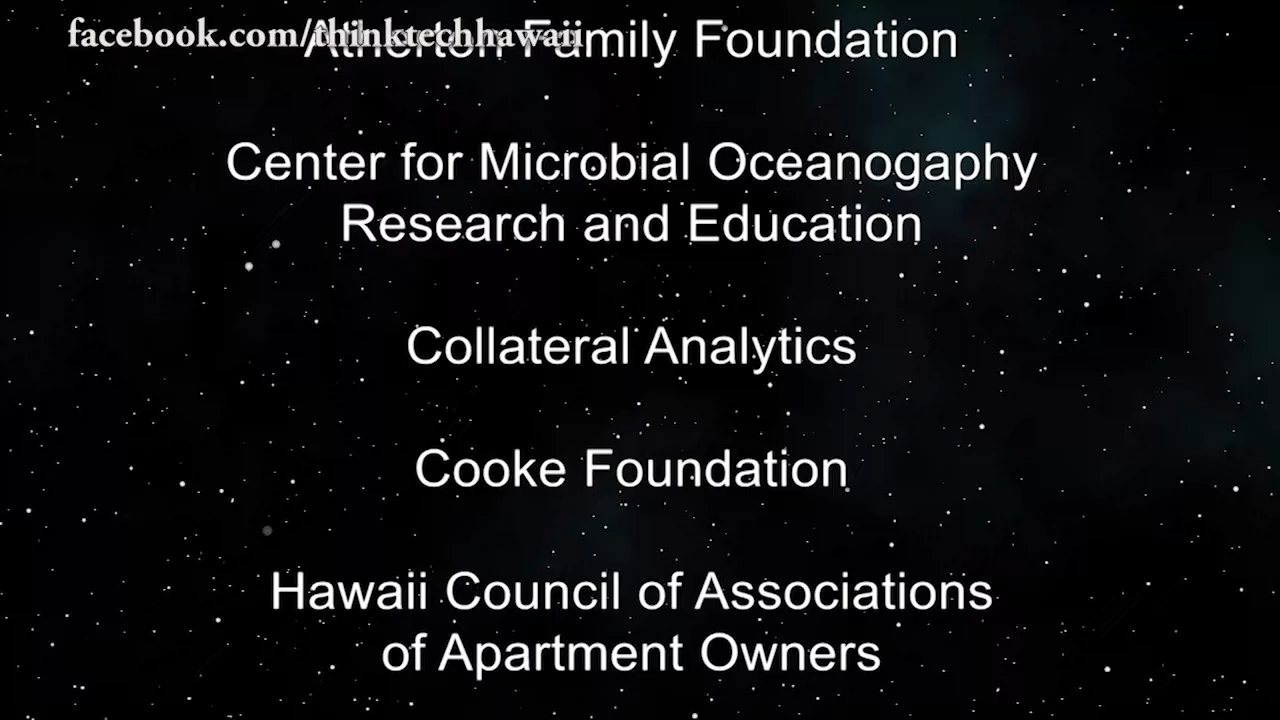 facebook.com/thinktechhawaii
Atherton Family Foundation
Center for Microbial Oceanogaphy
Research and Education
Collateral Analytics
Cooke Foundation
Hawaii Council of Associations
of Apartment Owners